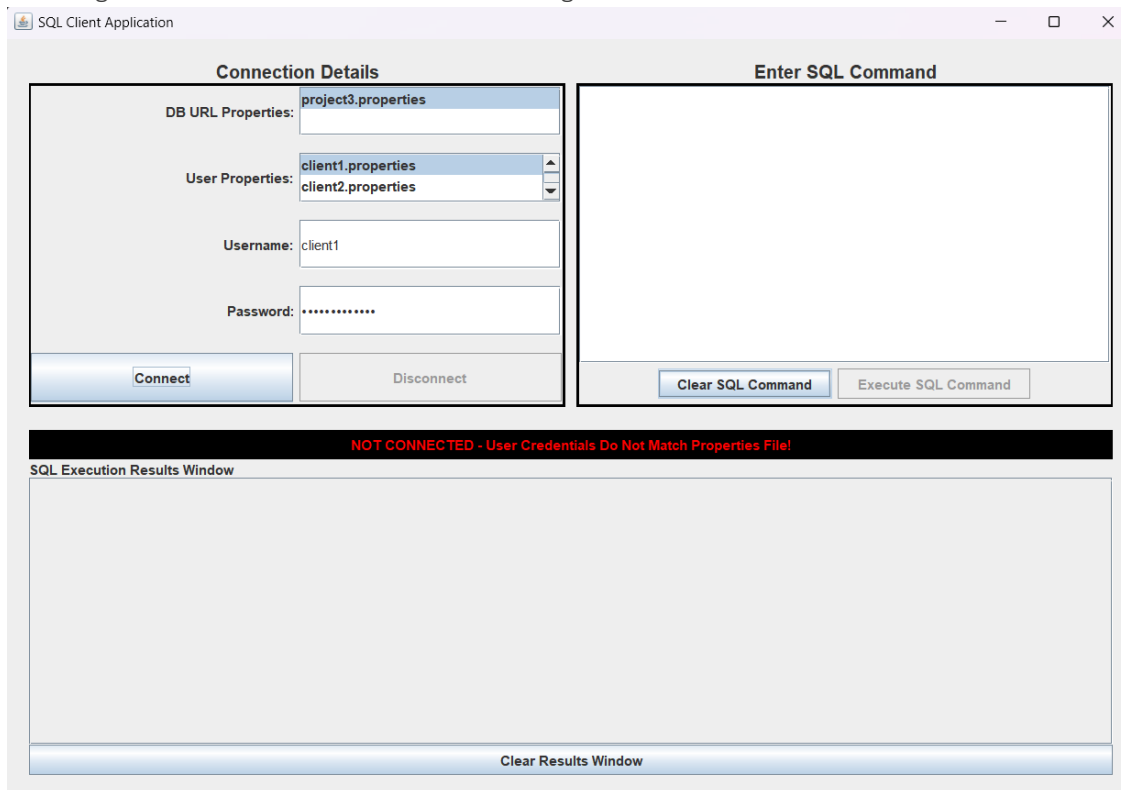 SQL Client Application
Connection Details
DB URL Properties:
project3.properties
User Properties:
client1.properties
client2.properties
Username:
client1
Password:
•••••••••••••
Connect
Disconnect
Enter SQL Command
Clear SQL Command
Execute SQL Command
NOT CONNECTED - User Credentials Do Not Match Properties File!
SQL Execution Results Window
Clear Results Window